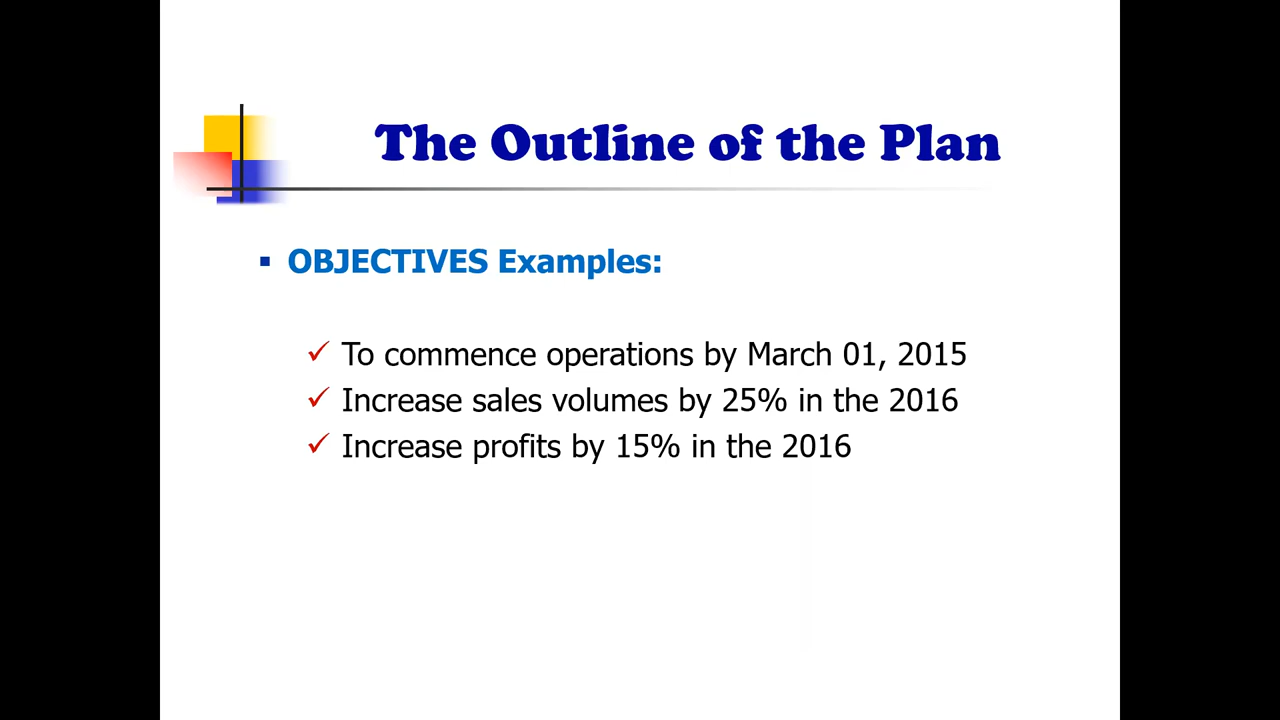 The Outline of the Plan
▪ OBJECTIVES Examples:
✓ To commence operations by March 01, 2015
✓ Increase sales volumes by 25% in the 2016
✓ Increase profits by 15% in the 2016